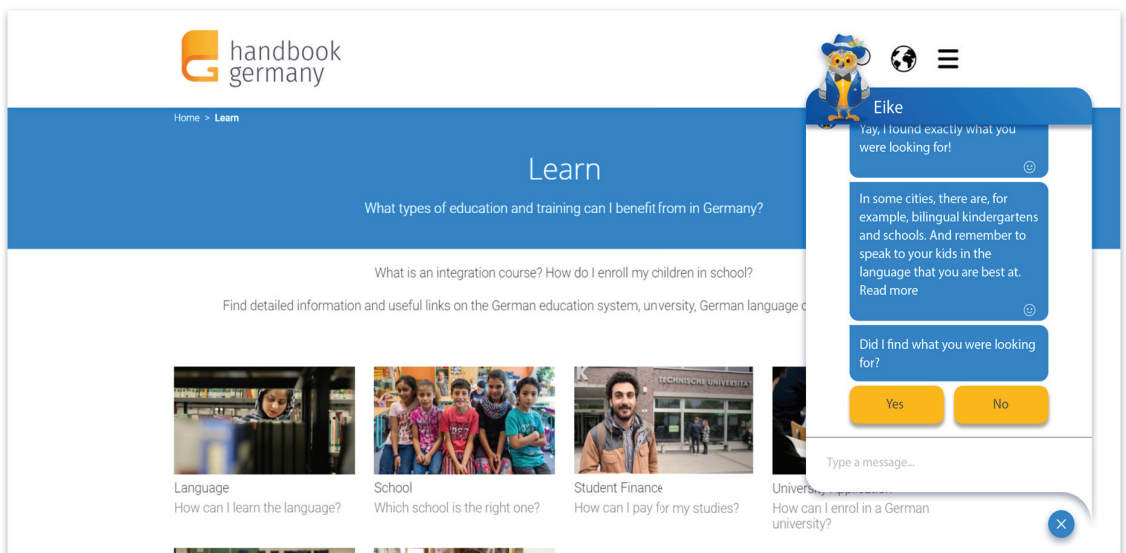 handbook
germany
Home > Learn
Learn
What types of education and training can I benefit from in Germany?
What is an integration course? How do I enroll my children in school?
Find detailed information and useful links on the German education system, unversity, German language
TECHNISCHE UNIVERSITÄT
Language
How can I learn the language?
School
Which school is the right one?
Student Finance
How can I pay for my studies?
University Application
How can I enrol in a German
university?
Eike
Yay, I found exactly what you
were looking for!
In some cities, there are, for
example, bilingual kindergartens
and schools. And remember to
speak to your kids in the
language that you are best at.
Read more
Did I find what you were looking
for?
Yes
No
Type a message...